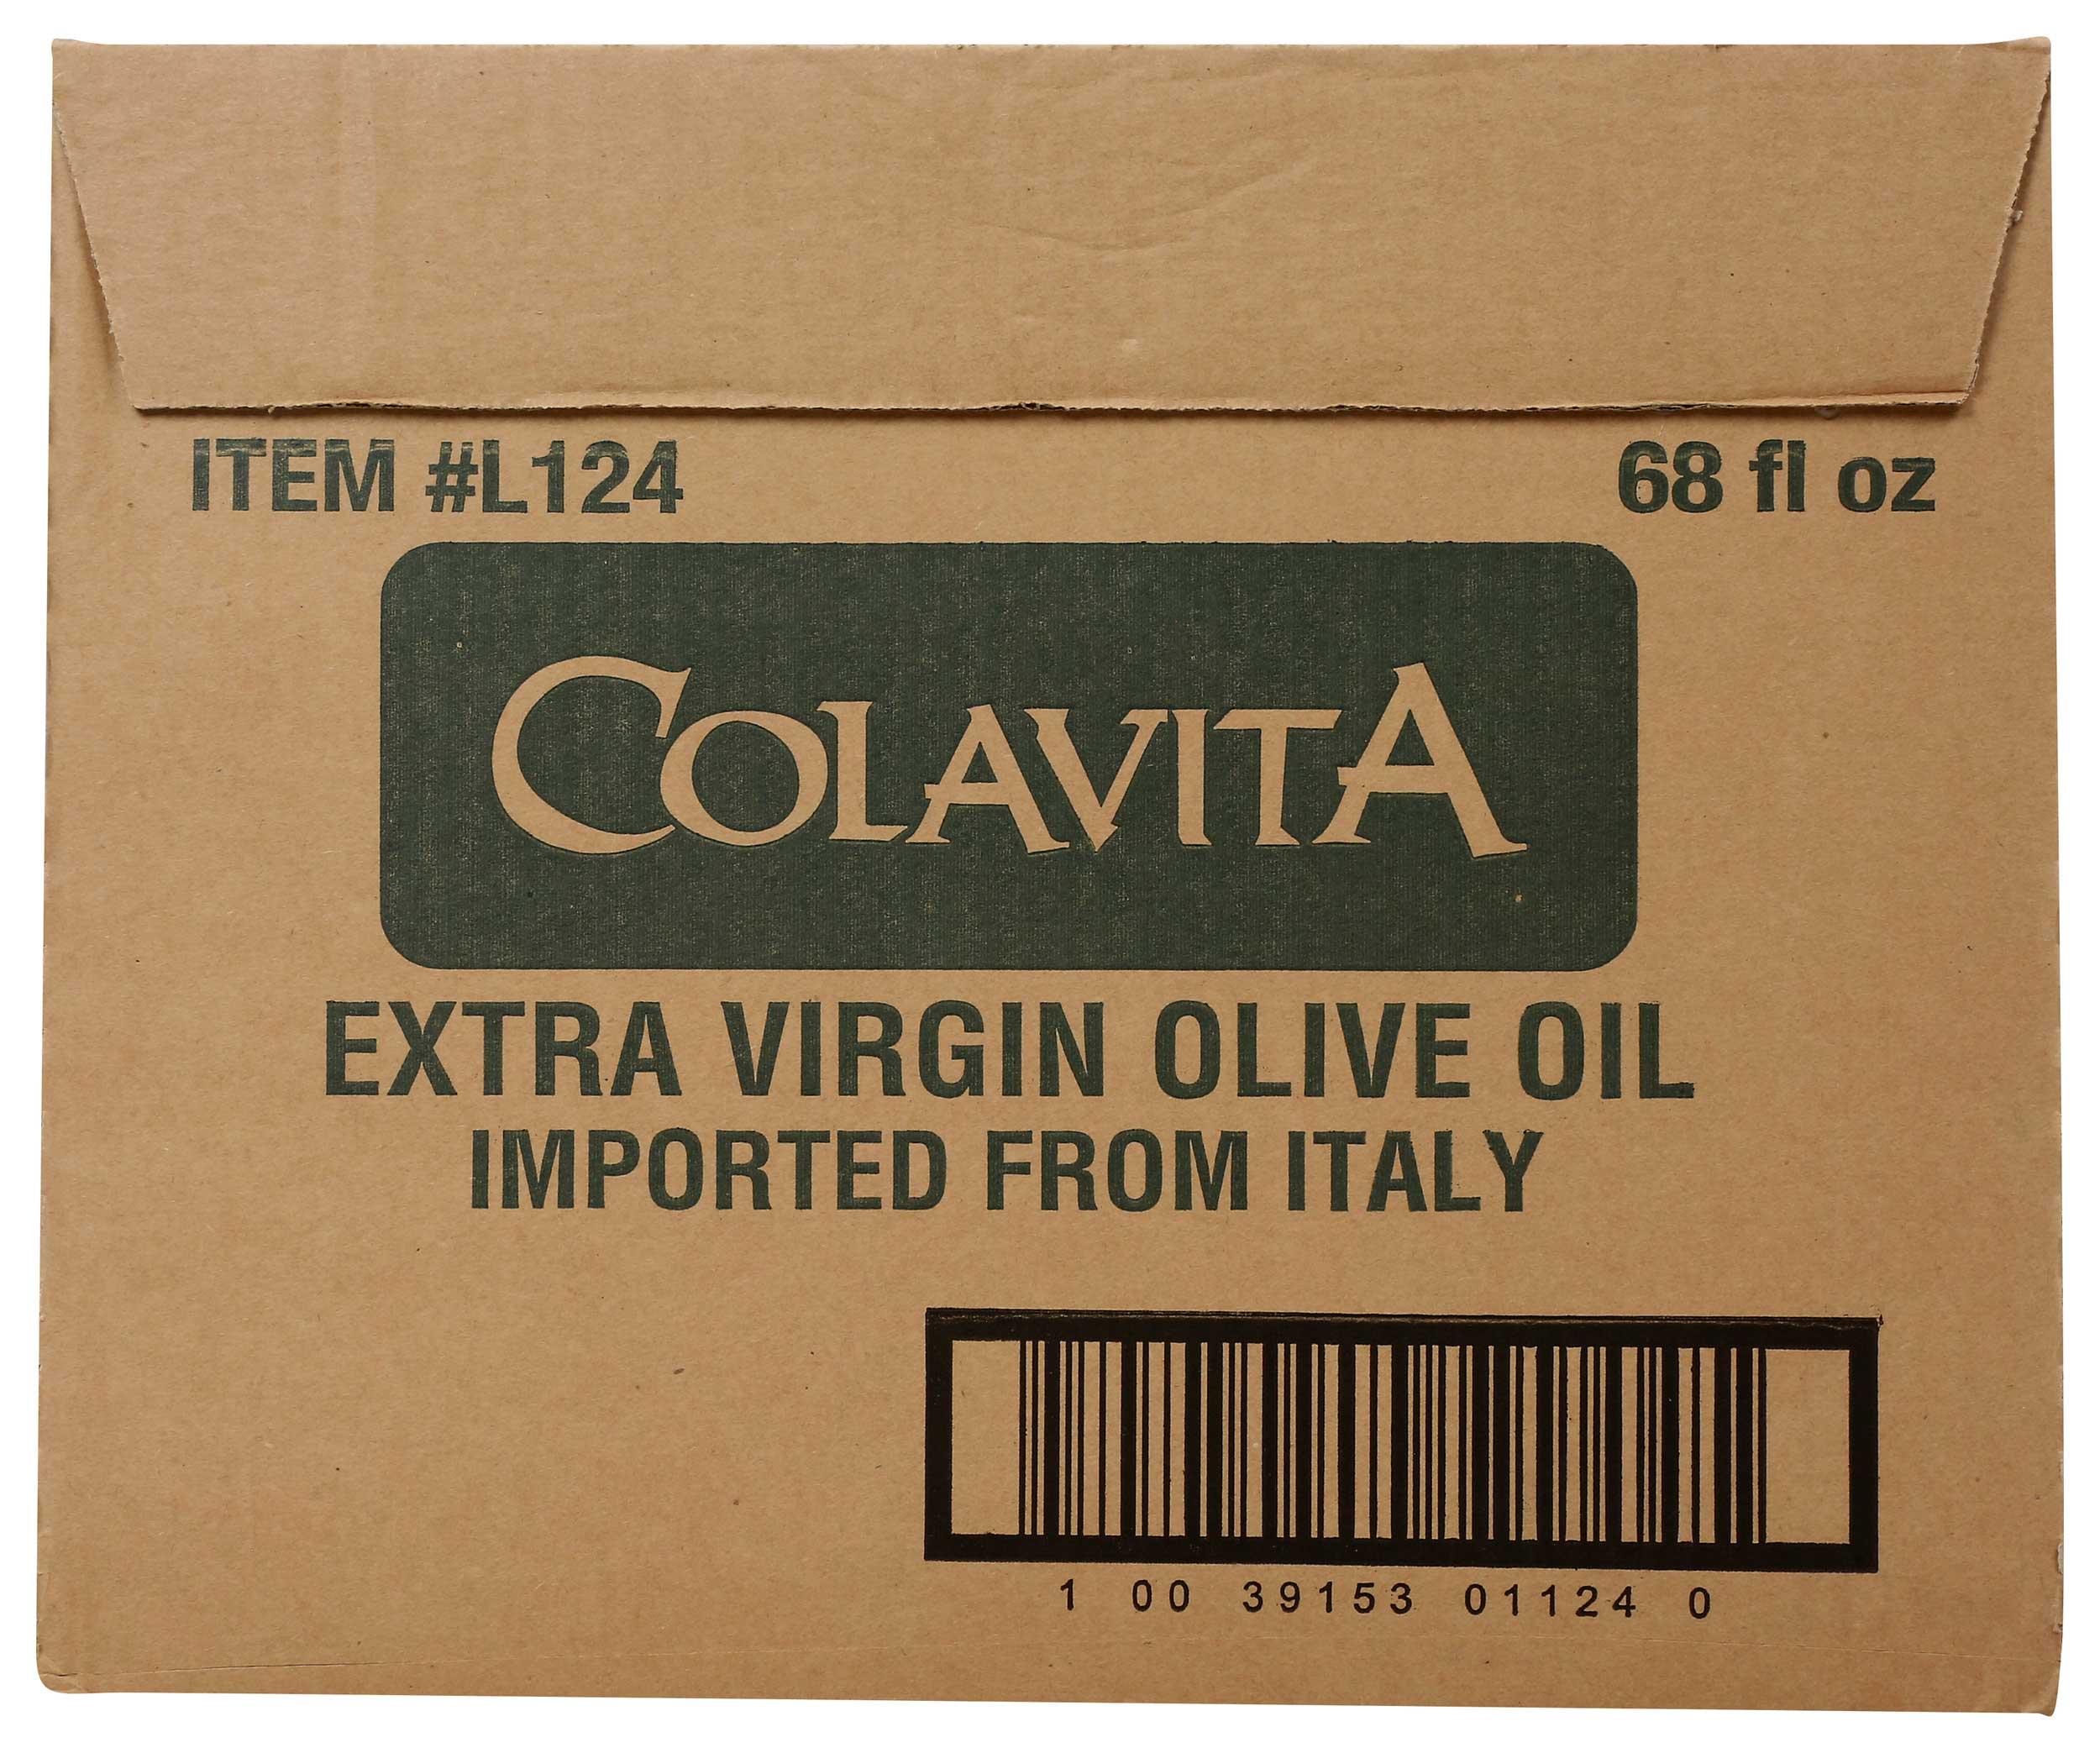 ITEM #L124 68 fl oz
COLAVITA
EXTRA VIRGIN OLIVE OIL
IMPORTED FROM ITALY
1 00 39153 01124 0